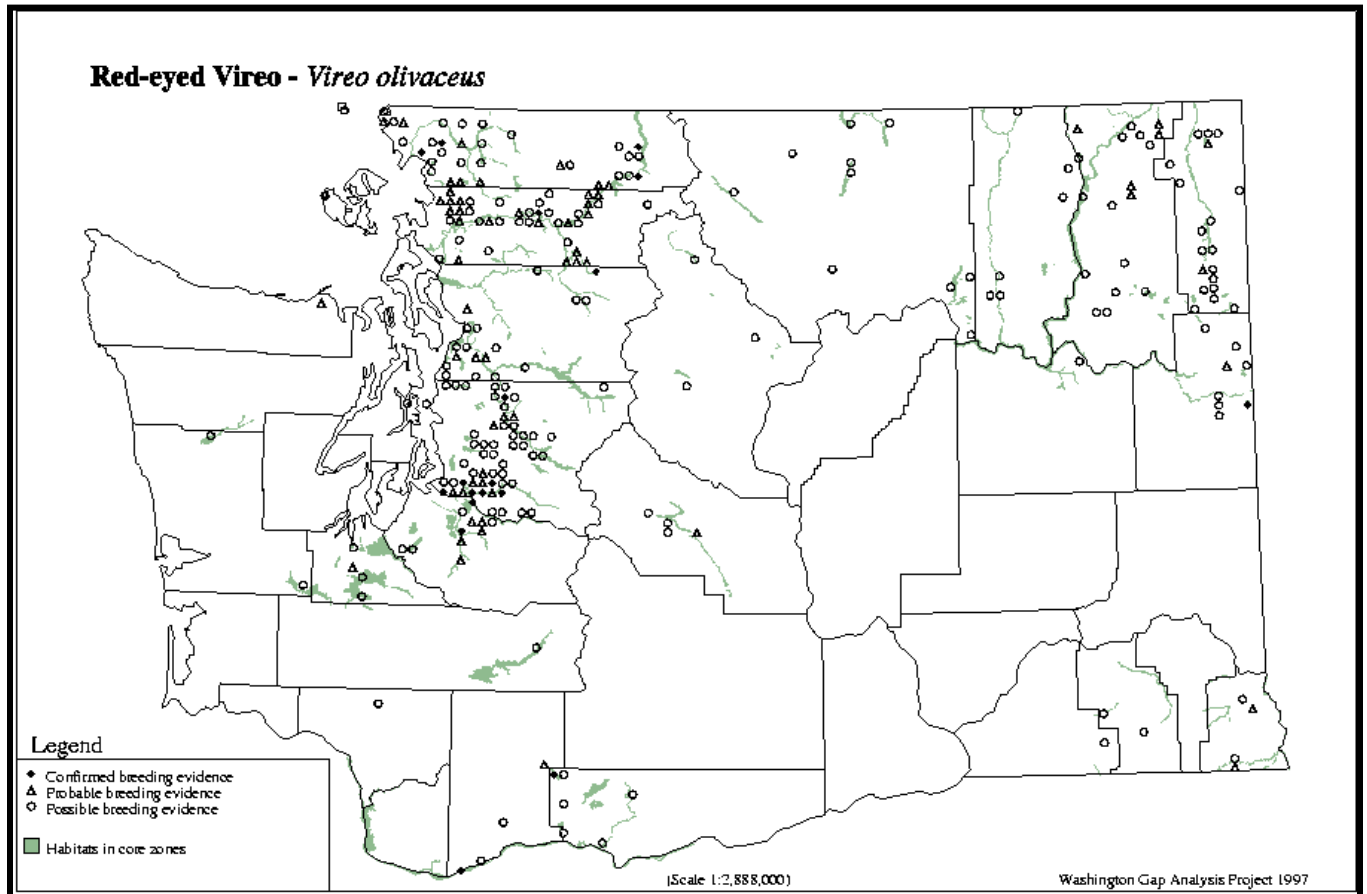 Red-eyed Vireo - Vireo olivaceus
Legend
Confirmed breeding evidence
Probable breeding evidence
Possible breeding evidence
Habitats in core zones
(Scale 1:2,888,000)
Washington Gap Analysis Project 1997